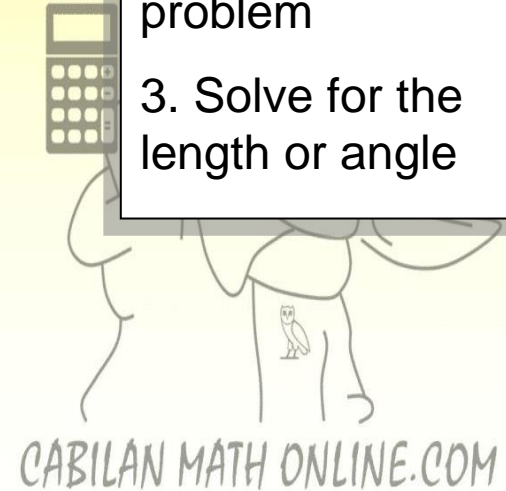 problem
3. Solve for the
length or angle
CABILAN MATH ONLINE.COM